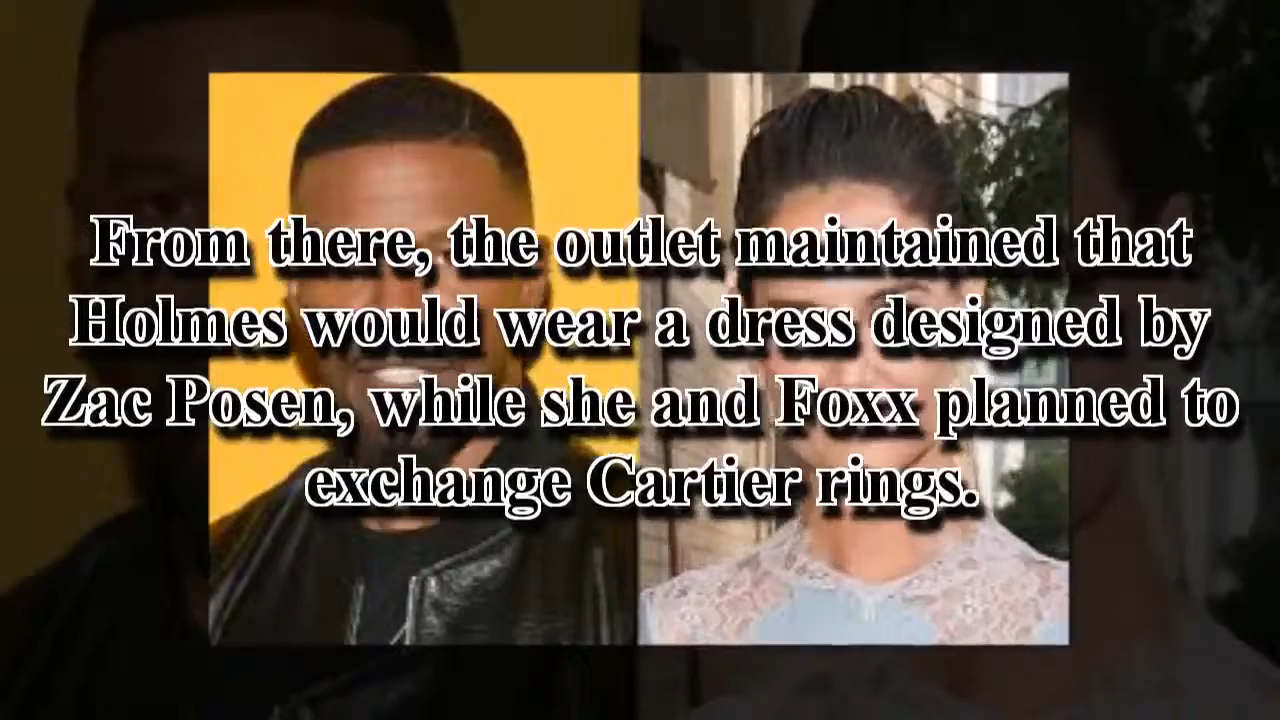 From there, the outlet maintained that
Holmes would wear a dress designed by
Zac Posen, while she and Foxx planned to
exchange Cartier rings.